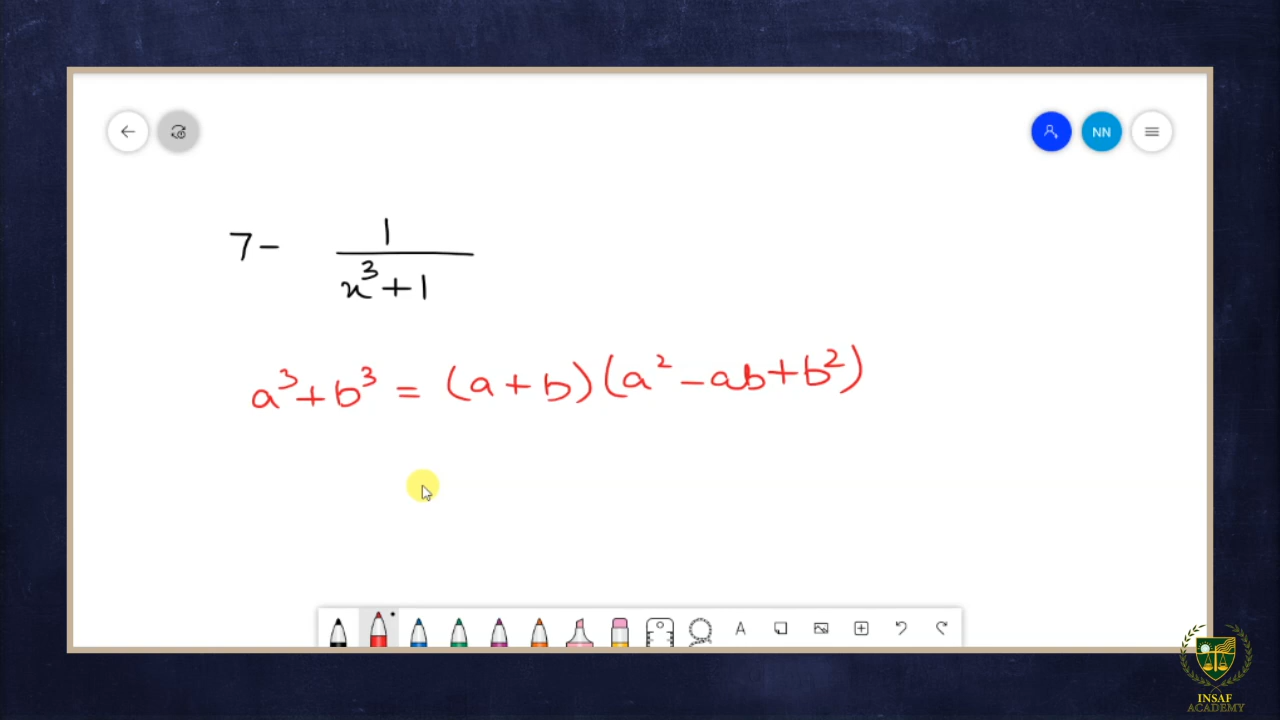 NN
7- 1/(x³+1)
a³+b³ = (a+b)(a²-ab+b²)
A
INSAF
ACADEMY